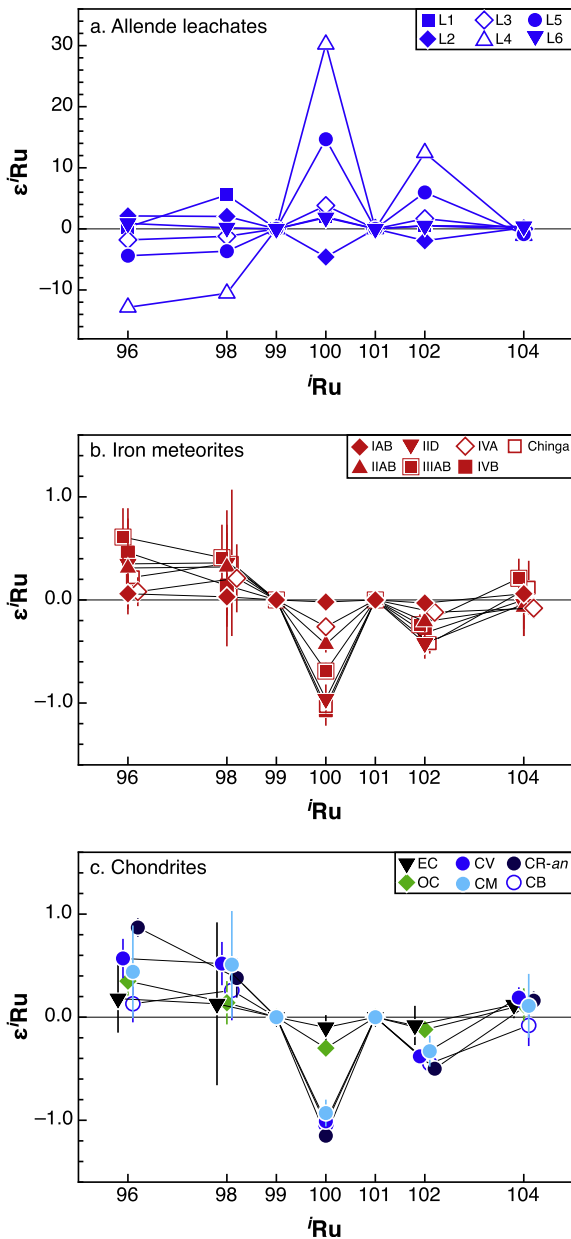 a. Allende leachates
L1 L3 L5
L2 L4 L6
30
20
10
0
−10
εⁱRu
96 98 99 100 101 102 104
ⁱRu
b. Iron meteorites
IAB IID IVA Chinga
IIAB IIIAB IVB
1.0
0.0
−1.0
εⁱRu
96 98 99 100 101 102 104
ⁱRu
c. Chondrites
EC CV CR-an
OC CM CB
1.0
0.0
−1.0
εⁱRu
96 98 99 100 101 102 104
ⁱRu